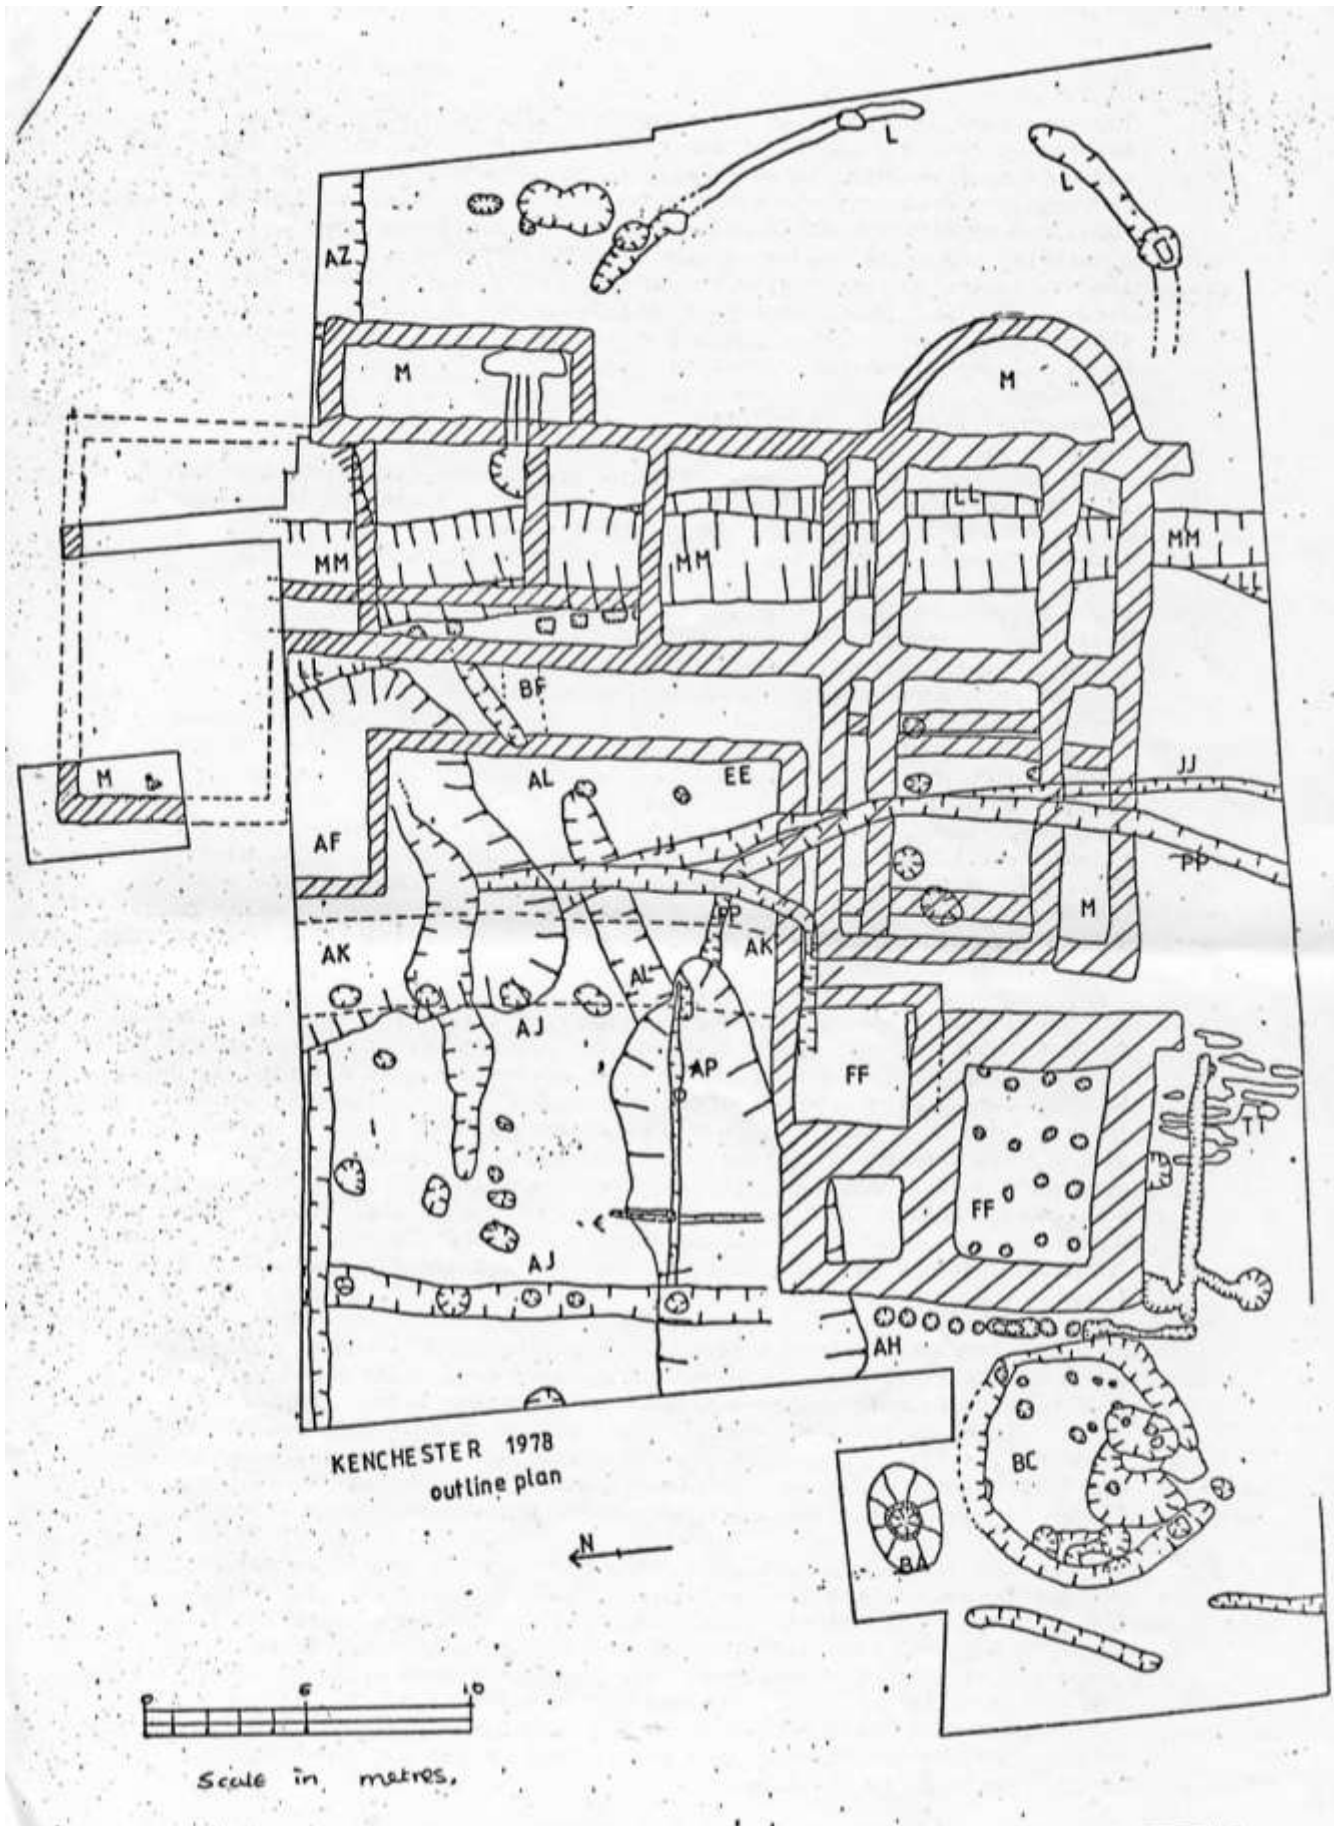 L
L
AZ
M
M
LL
MM
MM
MM
LL
BF
M
AL
EE
JJ
AF
JJ
PP
PP
M
AK
AK
AL
AJ
AP
FF
TT
FF
AJ
AH
BC
BA
KENCHESTER 1978
outline plan
N
0 10
Scale in metres.